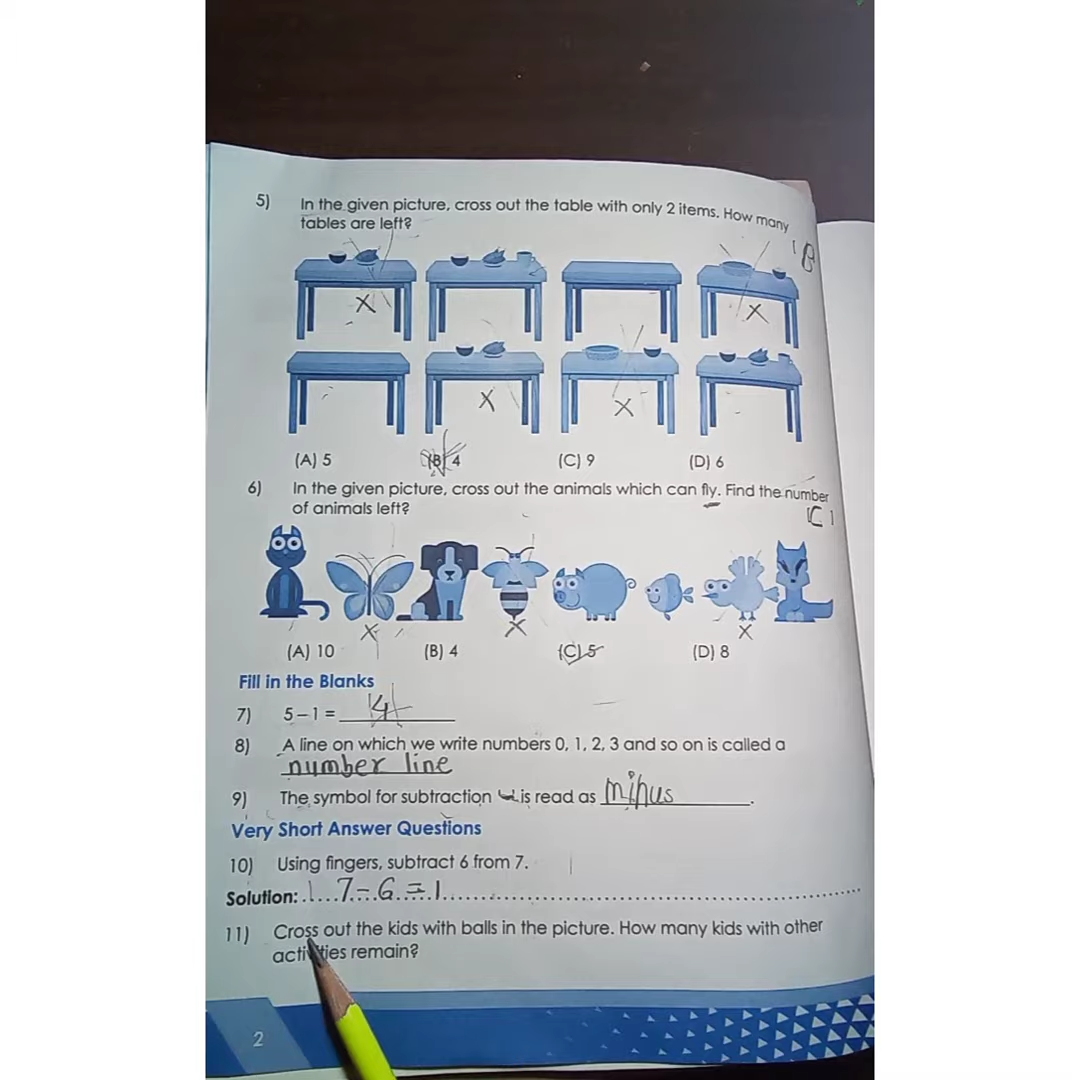 5) In the given picture, cross out the table with only 2 items. How many
tables are left?
B
X
X
X
X
(A) 5 (B) 4 (C) 9 (D) 6
6) In the given picture, cross out the animals which can fly. Find the number
of animals left?
C
X X X
(A) 10 (B) 4 (C) 5 (D) 8
Fill in the Blanks
7) 5 – 1 = 4
8) A line on which we write numbers 0, 1, 2, 3 and so on is called a
number line
9) The symbol for subtraction is read as minus.
Very Short Answer Questions
10) Using fingers, subtract 6 from 7.
Solution: 7 - 6 = 1
11) Cross out the kids with balls in the picture. How many kids with other
activities remain?
2